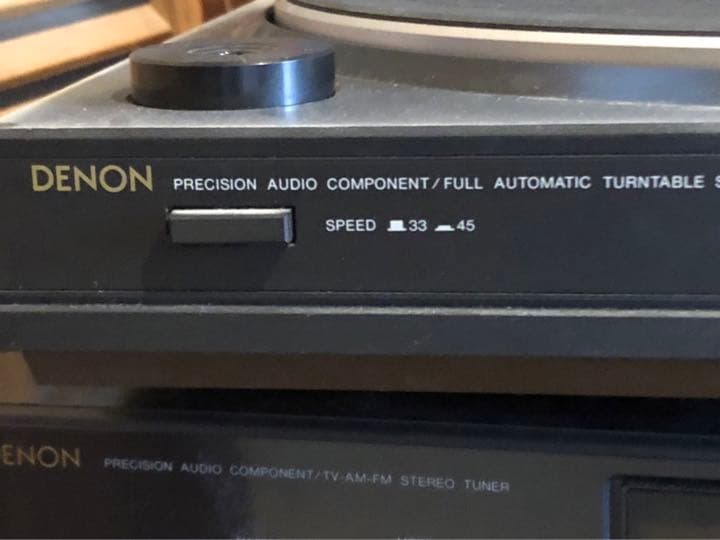 DENON PRECISION AUDIO COMPONENT/FULL AUTOMATIC TURNTABLE S
SPEED 33 45
ENON PRECISION AUDIO COMPONENT/TV-AM-FM STEREO TUNER